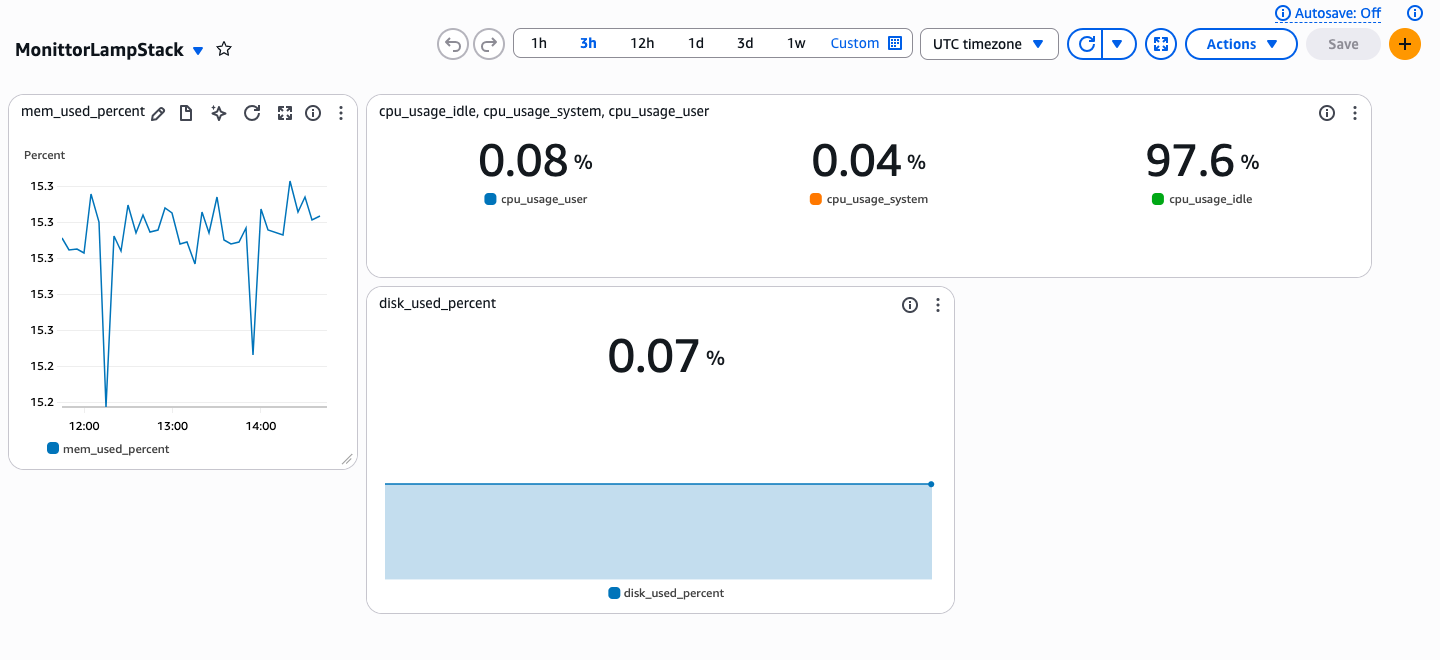 Autosave: Off
MonittorLampStack
1h 3h 12h 1d 3d 1w Custom UTC timezone Actions Save
mem_used_percent
Percent
15.3
15.3
15.3
15.3
15.3
15.2
15.2
12:00 13:00 14:00
mem_used_percent
cpu_usage_idle, cpu_usage_system, cpu_usage_user
0.08 % 0.04 % 97.6 %
cpu_usage_user cpu_usage_system cpu_usage_idle
disk_used_percent
0.07 %
disk_used_percent